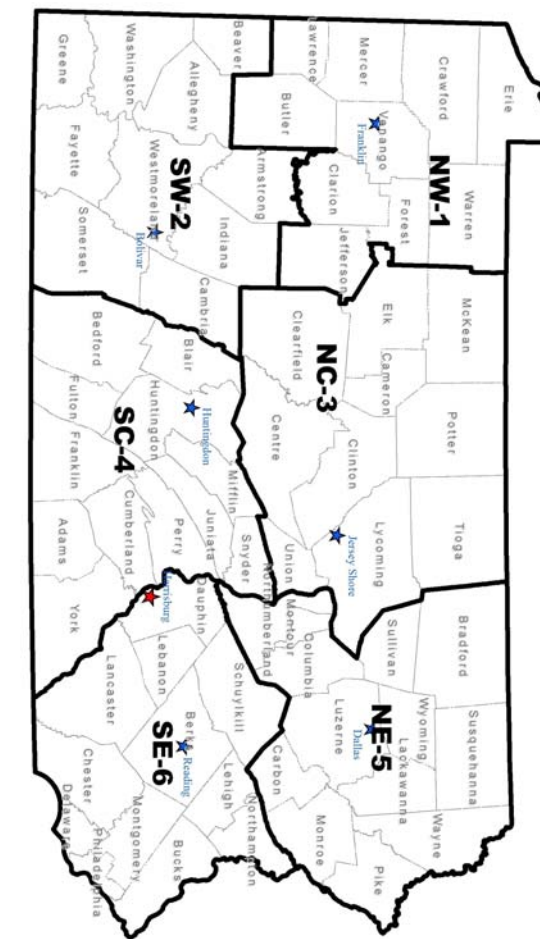 Erie
Crawford
Warren
Mercer
Venango
Franklin
Forest
Lawrence
Butler
Clarion
Jefferson
NW-1
Beaver
Allegheny
Armstrong
Indiana
Washington
Westmoreland
Bolivar
Cambria
Greene
Fayette
Somerset
SW-2
McKean
Potter
Tioga
Elk
Cameron
Clinton
Lycoming
Jersey Shore
Clearfield
Centre
Union
Northumberland
NC-3
Blair
Huntingdon
Huntingdon
Mifflin
Snyder
Juniata
Perry
Bedford
Fulton
Franklin
Cumberland
Adams
York
SC-4
Bradford
Susquehanna
Sullivan
Wyoming
Lackawanna
Wayne
Montour
Columbia
Luzerne
Dallas
Pike
Carbon
Monroe
NE-5
Harrisburg
Dauphin
Lebanon
Schuylkill
Lancaster
Berks
Reading
Lehigh
Northampton
Chester
Montgomery
Bucks
Delaware
Philadelphia
SE-6